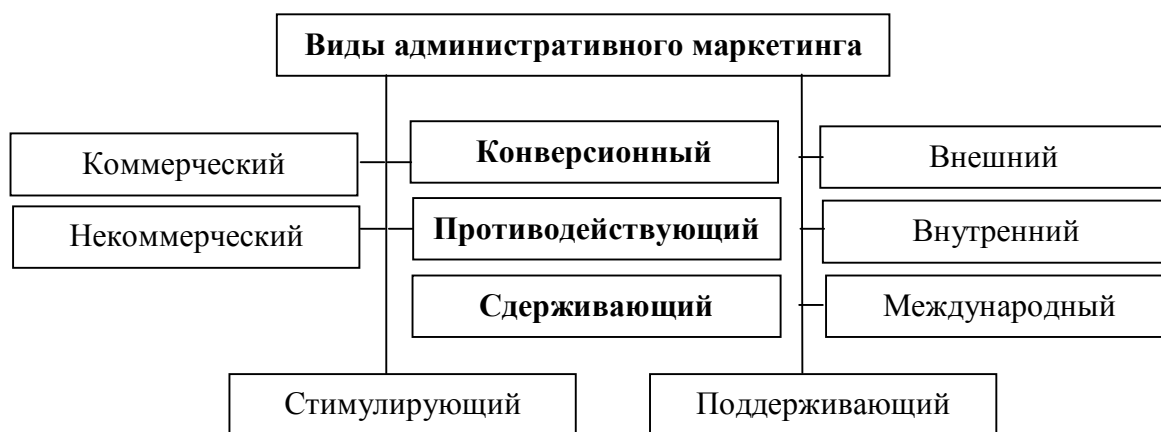 Виды административного маркетинга
Коммерческий
Конверсионный
Внешний
Некоммерческий
Противодействующий
Внутренний
Сдерживающий
Международный
Стимулирующий
Поддерживающий